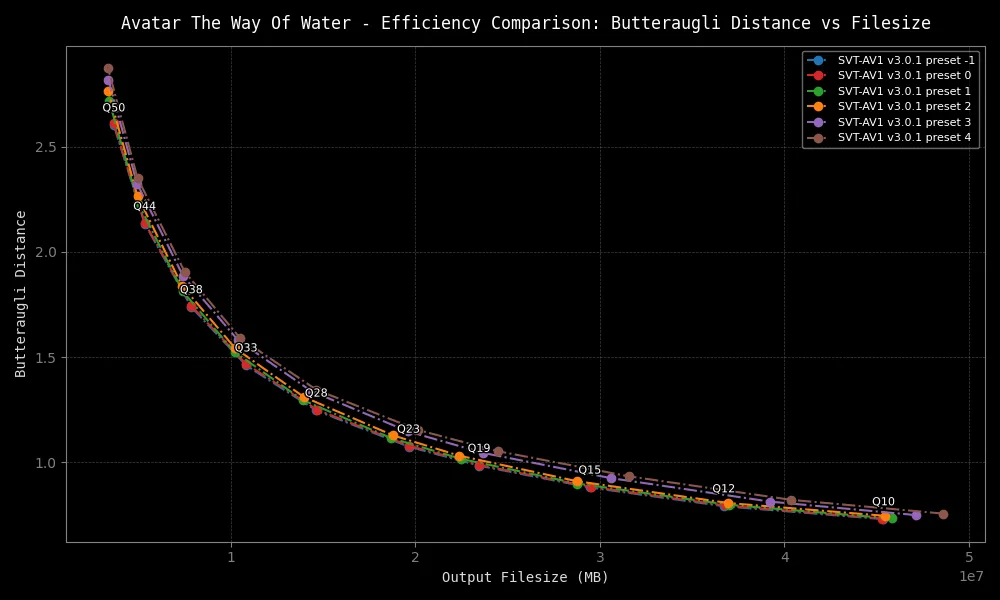 Avatar The Way Of Water - Efficiency Comparison: Butteraugli Distance vs Filesize
SVT-AV1 v3.0.1 preset -1
SVT-AV1 v3.0.1 preset 0
SVT-AV1 v3.0.1 preset 1
SVT-AV1 v3.0.1 preset 2
SVT-AV1 v3.0.1 preset 3
SVT-AV1 v3.0.1 preset 4
Butteraugli Distance
2.5
2.0
1.5
1.0
Q50
Q44
Q38
Q33
Q28
Q23
Q19
Q15
Q12
Q10
1
2
3
4
5
1e7
Output Filesize (MB)